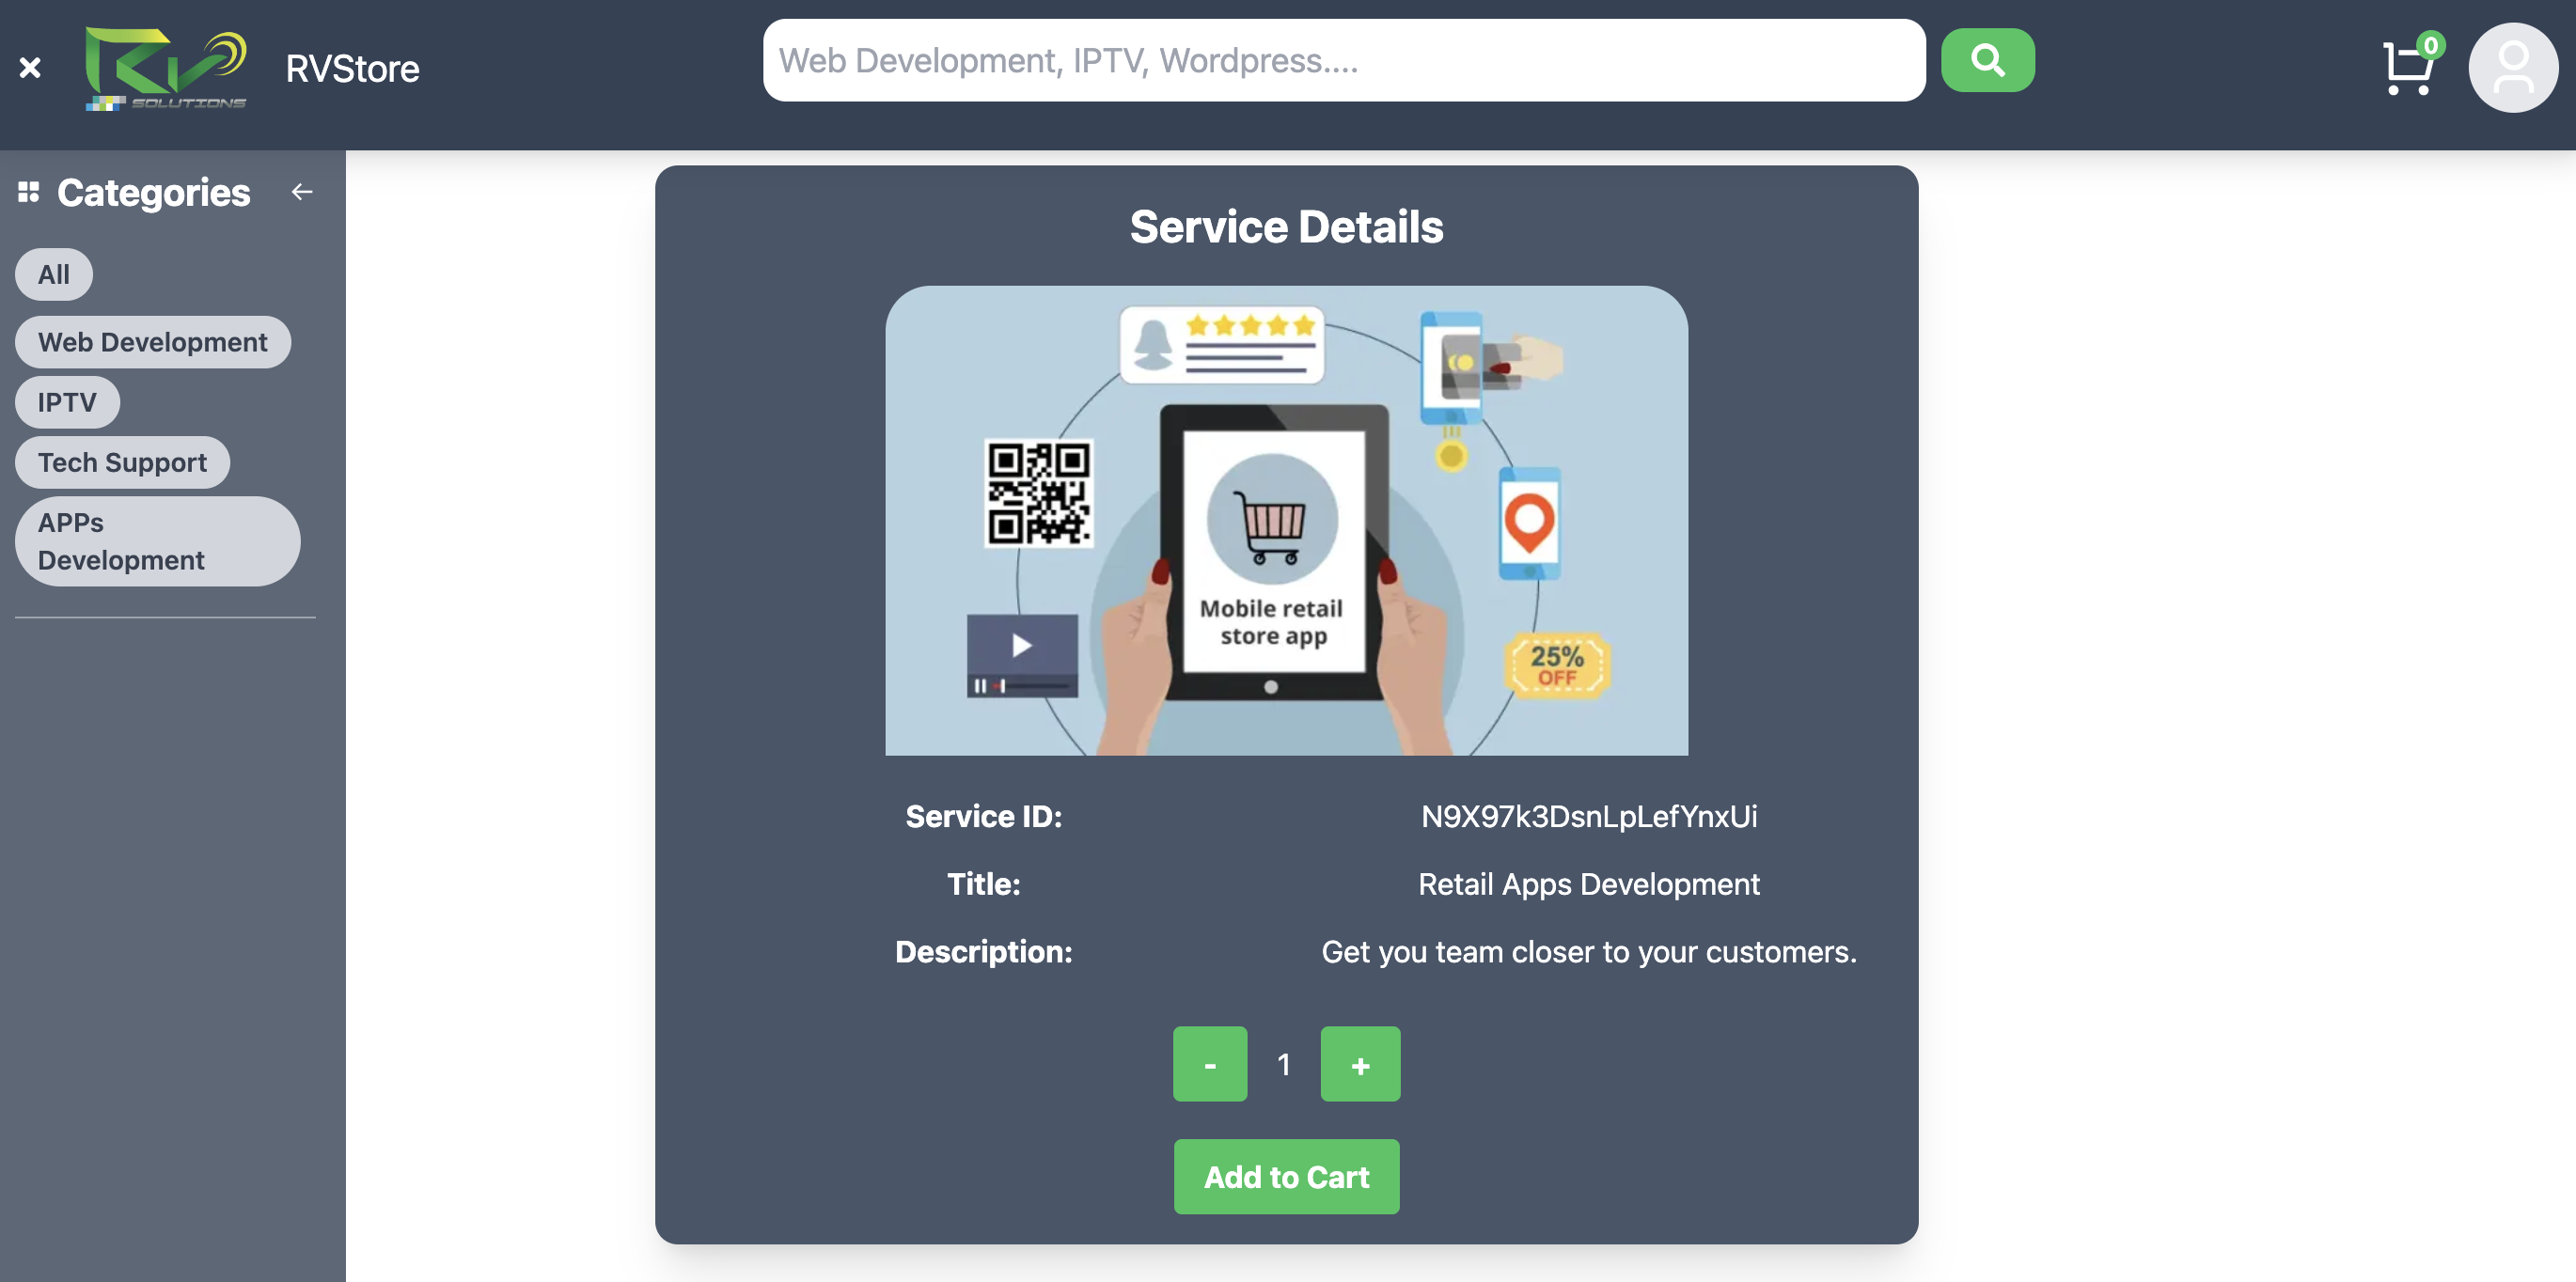 RV
SOLUTIONS
RVStore
Web Development, IPTV, Wordpress....
0
Categories
All
Web Development
IPTV
Tech Support
APPs
Development
Service Details
Mobile retail
store app
25%
OFF
Service ID: N9X97k3DsnLpLefYnxUi
Title: Retail Apps Development
Description: Get you team closer to your customers.
- 1 +
Add to Cart